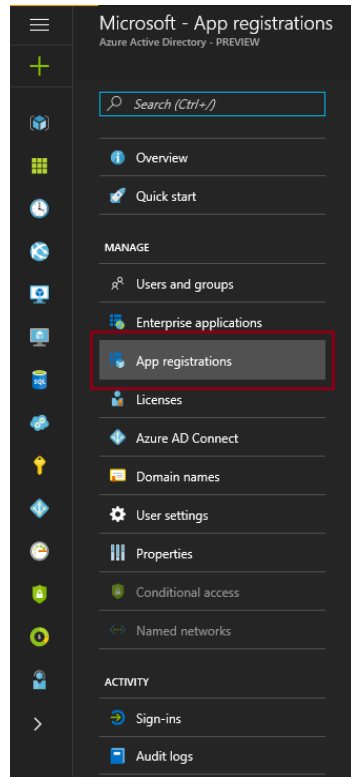 Microsoft - App registrations
Azure Active Directory - PREVIEW
Search (Ctrl+/)
Overview
Quick start
MANAGE
Users and groups
Enterprise applications
App registrations
Licenses
Azure AD Connect
Domain names
User settings
Properties
Conditional access
Named networks
ACTIVITY
Sign-ins
Audit logs
SQL